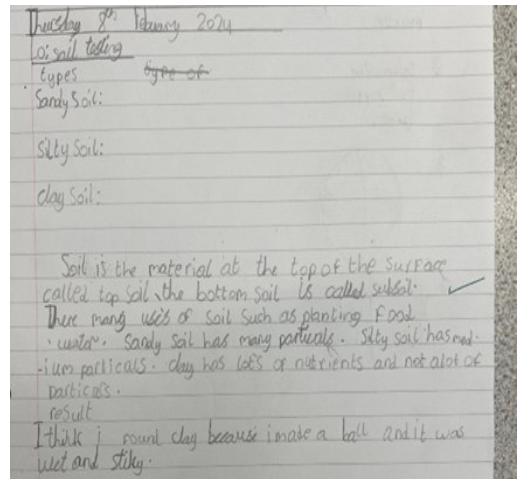 Thursday 8th February 2024
Lo: soil testing
types type of
Sandy Soil:
Silty Soil:
clay Soil:
Soil is the material at the top of the surface
called top soil, the bottom soil is called subsoil.
There many uses of soil such as planting food
water. Sandy soil has many particals. Silty soil has med-
-ium particals. clay has lots of nutrients and not alot of
particals.
result
I think i found clay because i made a ball and it was
wet and stiky.